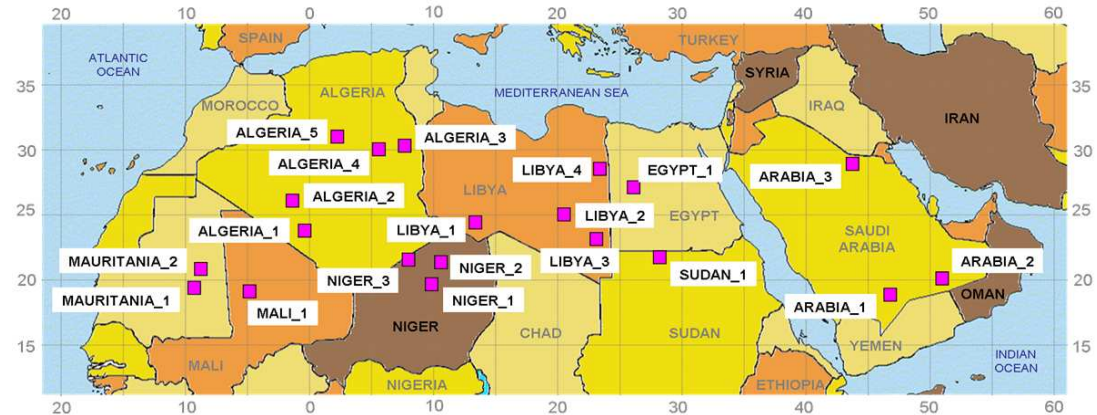 20 10 0 10 20 30 40 50 60
SPAIN
TURKEY
ATLANTIC
OCEAN
SYRIA
35
ALGERIA
MEDITERRANEAN SEA
35
MOROCCO
IRAQ
IRAN
ALGERIA_5
ALGERIA_3
30
30
ALGERIA_4
LIBYA_4
EGYPT_1
ARABIA_3
LIBYA
ALGERIA_2
25
LIBYA_2
EGYPT
25
ALGERIA_1
LIBYA_1
SAUDI
ARABIA
MAURITANIA_2
NIGER_2
LIBYA_3
ARABIA_2
20
NIGER_3
SUDAN_1
20
MAURITANIA_1
NIGER_1
OMAN
MALI_1
ARABIA_1
NIGER
CHAD
SUDAN
15
YEMEN
15
MALI
INDIAN
OCEAN
NIGERIA
ETHIOPIA
20 10 0 10 20 30 40 50 60